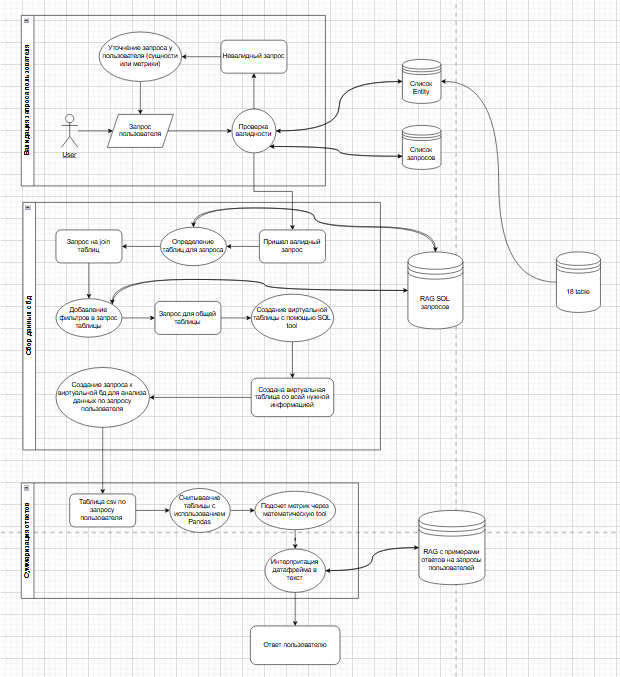 Валидация запроса пользователя
Уточнение запроса у
пользователя (сущности
или метрики)
Невалидный запрос
User
Запрос
пользователя
Проверка
валидности
Список
Entity
Список
запросов
18 table
Сбор данных с бд
Запрос на join
таблиц
Определение
таблиц для запроса
Пришел валидный
запрос
RAG SQL
запросов
Добавление
фильтров в запрос
таблицы
Запрос для общей
таблицы
Создание виртуальной
таблицы с помощью SQL
tool
Создание запроса к
виртуальной бд для анализа
данных по запросу
пользователя
Создана виртуальная
таблица со всей нужной
информацией
Суммаризация ответов
Таблица csv по
запросу
пользователя
Считывание
таблицы с
использованием
Pandas
Подсчет метрик через
математическую tool
Интерпритация
датафрейма в
текст
RAG с примерами
ответов на запросы
пользователей
Ответ пользователю